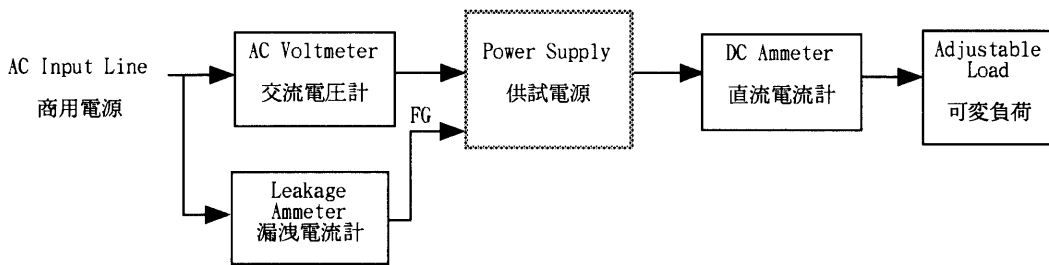 AC Input Line
商用電源
AC Voltmeter
交流電圧計
FG
Leakage
Ammeter
漏洩電流計
Power Supply
供試電源
DC Ammeter
直流電流計
Adjustable
Load
可変負荷